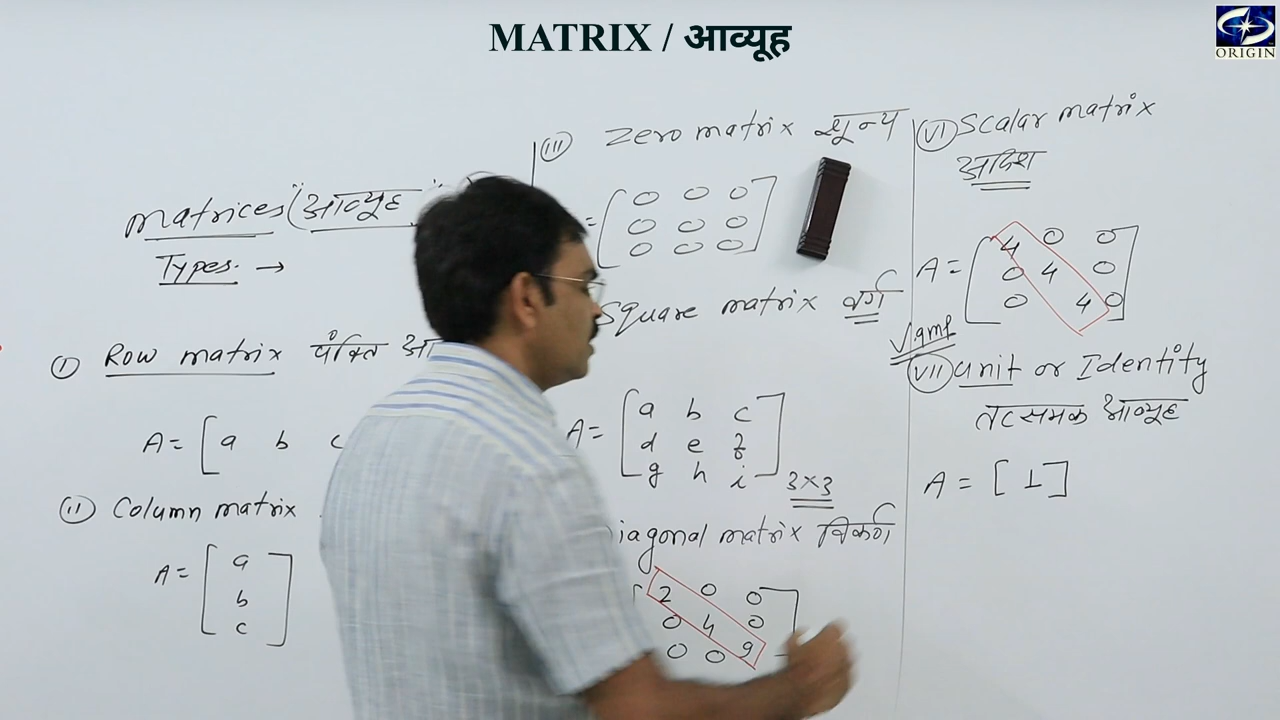 MATRIX / आव्यूह
ORIGIN
Matrices (आव्यूह
Types. →
(I) Row matrix पंक्ति आ
A = [ a b c
(II) Column matrix
A = [ a
b
c ]
(III) Zero matrix शून्य
= [ 0 0 0
0 0 0
0 0 0 ]
Square matrix वर्ग
A = [ a b c
d e f
g h i ] 3×3
iagonal matrix विकर्ण
[ 2 0 0
0 4 0
0 0 9 ]
(VI) Scalar matrix
अदिश
A = [ 4 0 0
0 4 0
0 4 0 ]
(VII) unit or Identity
तत्समक आव्यूह
A = [ 1 ]